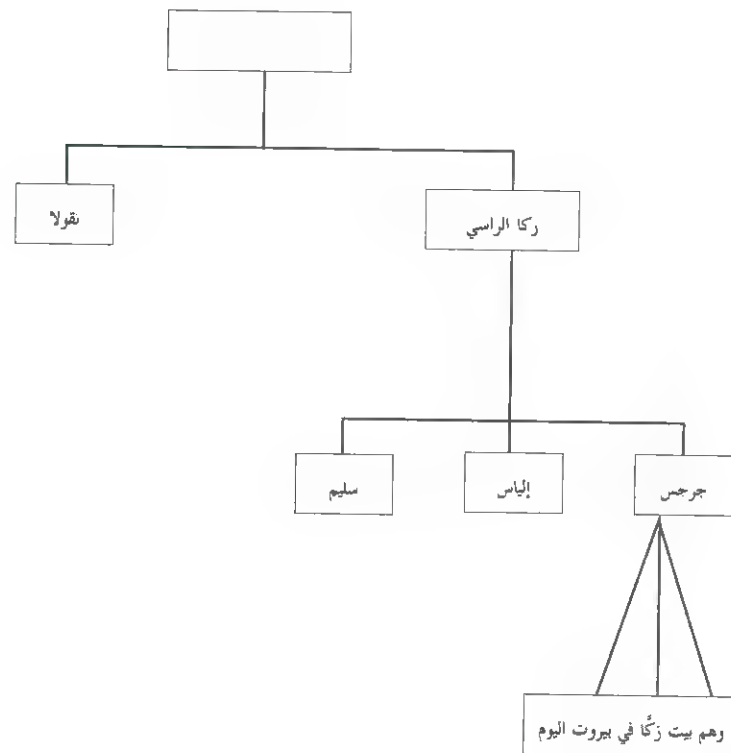 ركا الراسي
نقولا
جرجس
إلياس
سليم
وهم بيت زكَّا في بيروت اليوم